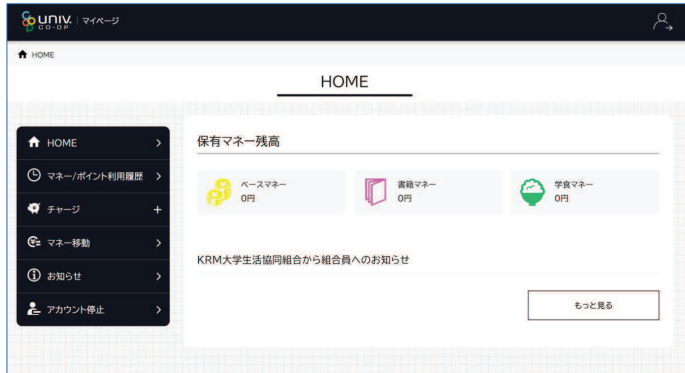 UNIV. CO-OP マイページ
HOME
HOME
HOME
マネー/ポイント利用履歴
チャージ
マネー移動
お知らせ
アカウント停止
保有マネー残高
ベースマネー
0円
書籍マネー
0円
学食マネー
0円
KRM大学生活協同組合から組合員へのお知らせ
もっと見る